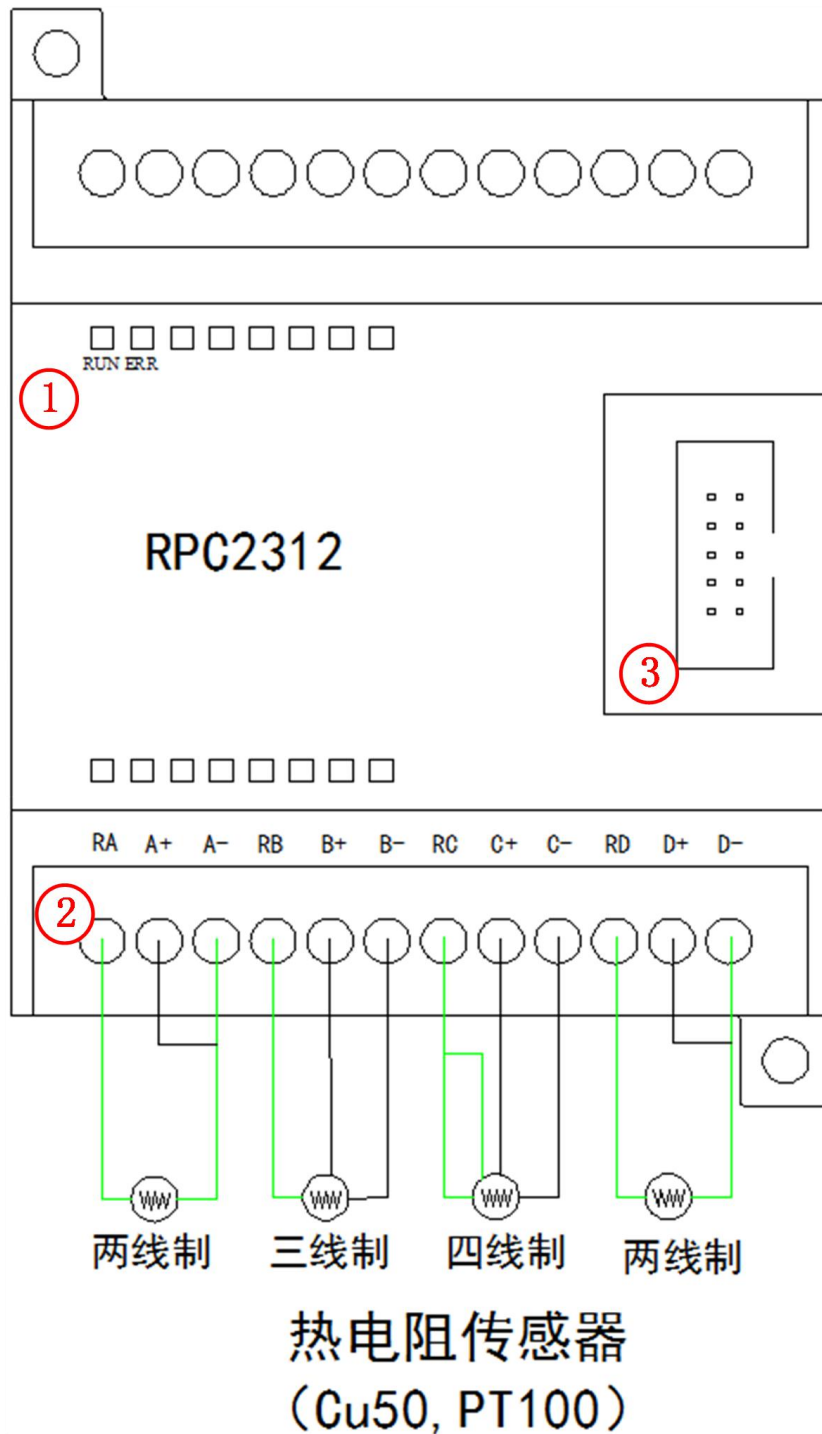 RUN ERR
①
RPC2312
③
RA A+ A- RB B+ B- RC C+ C- RD D+ D-
②
两线制 三线制 四线制 两线制
热电阻传感器
(Cu50, PT100)